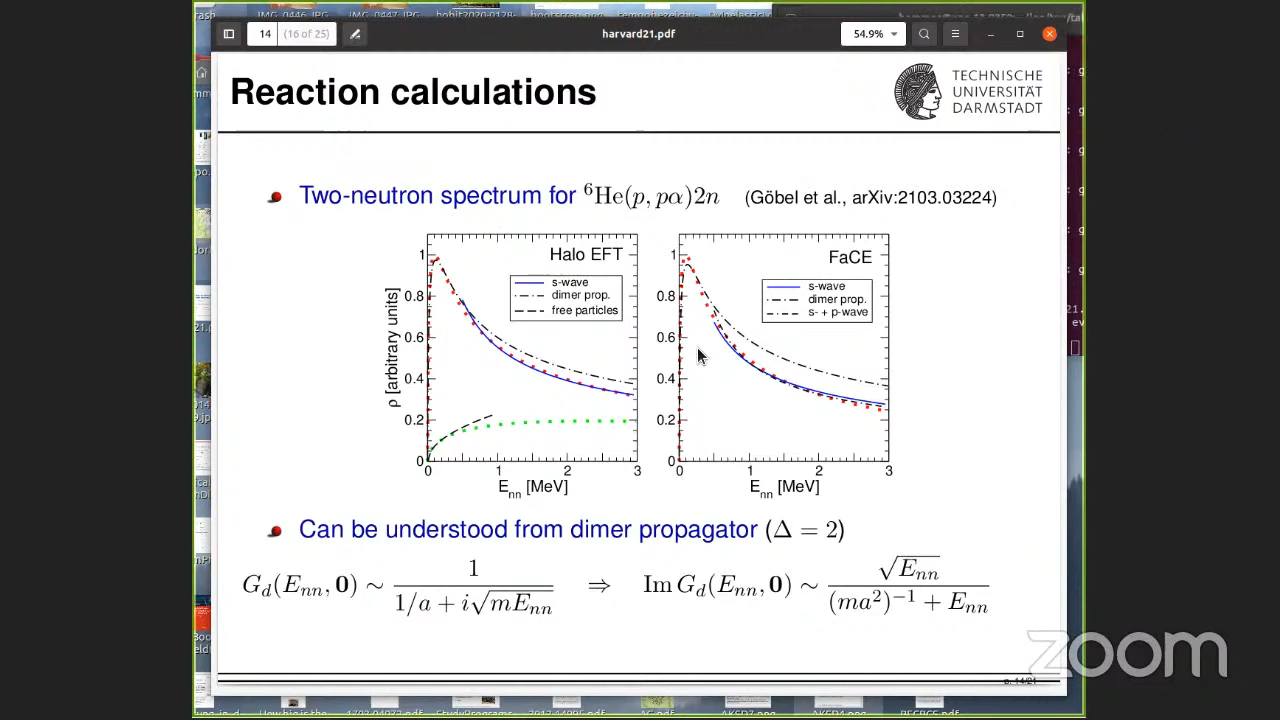 14 (16 of 25)
harvard21.pdf
54.9%
Reaction calculations
TECHNISCHE
UNIVERSITÄT
DARMSTADT
Two-neutron spectrum for ⁶He(p, pα)2n (Göbel et al., arXiv:2103.03224)
Halo EFT
s-wave
dimer prop.
free particles
ρ [arbitrary units]
1
0.8
0.6
0.4
0.2
0
0 1 2 3
E_nn [MeV]
FaCE
s-wave
dimer prop.
s- + p-wave
1
0.8
0.6
0.4
0.2
0
0 1 2 3
E_nn [MeV]
Can be understood from dimer propagator (Δ = 2)
G_d(E_nn, 0) ∼ 1 / (1/a + i√(mE_nn)) ⇒ Im G_d(E_nn, 0) ∼ √E_nn / ((ma²)⁻¹ + E_nn)
zoom